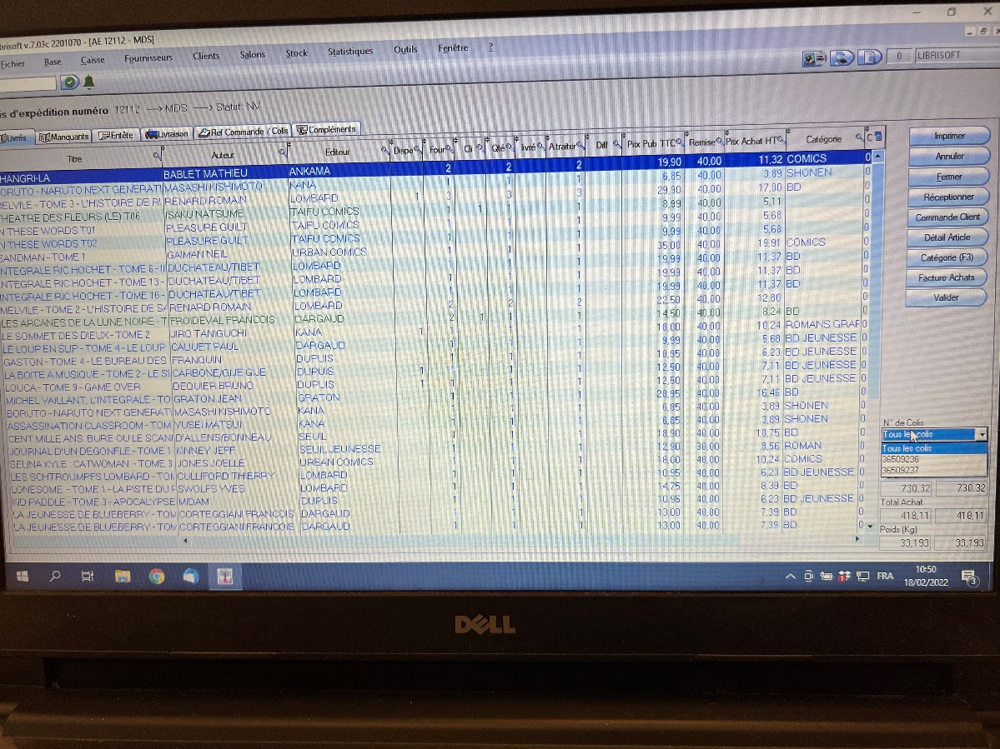 brisoft v.7.03c 2201070 - [AE 12112 - MDS]
Fichier Base Caisse Fournisseurs Clients Salons Stock Statistiques Outils Fenêtre ?
0 LIBRISOFT
is d'expédition numéro 12112 ---> MDS ---> Statut : NV
Livrés Manquants Entête Livraison Ref Commande / Colis Compléments
Titre Auteur Editeur Dispo Four Cli Qté ivré A traiter Diff Prix Pub TTC Remise Prix Achat HT Catégorie C
HANGRI-LA BABLET MATHIEU ANKAMA 2 2 2 19,90 40,00 11,32 COMICS 0
ORUTO - NARUTO NEXT GENERATI MASASHI KISHIMOTO KANA 1 1 1 6,85 40,00 3,89 SHONEN 0
MELVILE - TOME 3 - L'HISTOIRE DE RU RENARD ROMAIN LOMBARD 1 3 3 3 29,90 40,00 17,00 BD 0
THEATRE DES FLEURS (LE) T06 ISAKU NATSUME TAIFU COMICS 1 1 1 1 8,99 40,00 5,11 0
N THESE WORDS T01 PLEASURE GUILT TAIFU COMICS 1 1 1 9,99 40,00 5,68 0
N THESE WORDS T02 PLEASURE GUILT TAIFU COMICS 1 1 1 9,99 40,00 5,68 0
SANDMAN - TOME 1 GAIMAN NEIL URBAN COMICS 1 1 1 35,00 40,00 19,91 COMICS 0
INTEGRALE RIC HOCHET - TOME 6 - II DUCHATEAU/TIBET LOMBARD 1 1 1 19,99 40,00 11,37 BD 0
INTEGRALE RIC HOCHET - TOME 13 - DUCHATEAU/TIBET LOMBARD 1 1 1 19,99 40,00 11,37 BD 0
INTEGRALE RIC HOCHET - TOME 16 - DUCHATEAU/TIBET LOMBARD 1 1 1 19,99 40,00 11,37 BD 0
MELVILE - TOME 2 - L'HISTOIRE DE SA RENARD ROMAIN LOMBARD 2 2 2 22,50 40,00 12,80 0
LES ARCANES DE LA LUNE NOIRE - T FROIDEVAL FRANCOIS DARGAUD 2 1 1 1 14,50 40,00 8,24 BD 0
LE SOMMET DES DIEUX - TOME 2 JIRO TANIGUCHI KANA 1 1 1 1 18,00 40,00 10,24 ROMANS GRAF 0
LE LOUP EN SLIP - TOME 4 - LE LOUP CAUUET PAUL DARGAUD 1 1 1 9,99 40,00 5,68 BD JEUNESSE 0
GASTON - TOME 4 - LE BUREAU DES FRANQUIN DUPUIS 1 1 1 10,95 40,00 6,23 BD JEUNESSE 0
LA BOITE A MUSIQUE - TOME 2 - LE S CARBONE/GIJE GIJE DUPUIS 1 1 1 1 12,50 40,00 7,11 BD JEUNESSE 0
LOUCA - TOME 9 - GAME OVER DEQUIER BRUNO DUPUIS 1 1 1 1 12,50 40,00 7,11 BD JEUNESSE 0
MICHEL VAILLANT, L'INTEGRALE - TO GRATON JEAN GRATON 1 1 1 28,95 40,00 16,46 BD 0
BORUTO - NARUTO NEXT GENERATI MASASHI KISHIMOTO KANA 1 1 1 6,85 40,00 3,89 SHONEN 0
ASSASSINATION CLASSROOM - TOM YUSEI MATSUI KANA 1 1 1 6,85 40,00 3,89 SHONEN 0
CENT MILLE ANS. BURE OU LE SCAN D'ALLENS/BONNEAU SEUIL 1 1 1 18,90 40,00 10,75 BD 0
JOURNAL D'UN DEGONFLE - TOME 1 KINNEY JEFF SEUIL JEUNESSE 1 1 1 12,90 30,00 8,56 ROMAN 0
SELINA KYLE : CATWOMAN - TOME 3 JONES JOELLE URBAN COMICS 1 1 1 18,00 40,00 10,24 COMICS 0
LES SCHTROUMPFS LOMBARD - TOM CULLIFORD THIERRY LOMBARD 1 1 1 10,95 40,00 6,23 BD JEUNESSE 0
LONESOME - TOME 1 - LA PISTE DU P SWOLFS YVES LOMBARD 1 1 1 14,75 40,00 8,39 BD 0
KID PADDLE - TOME 3 - APOCALYPSE MIDAM DUPUIS 1 1 1 10,95 40,00 6,23 BD JEUNESSE 0
LA JEUNESSE DE BLUEBERRY - TOM CORTEGGIANI FRANCOIS DARGAUD 1 1 1 13,00 40,00 7,39 BD 0
LA JEUNESSE DE BLUEBERRY - TOM CORTEGGIANI FRANCOIS DARGAUD 1 1 1 13,00 40,00 7,39 BD 0
Imprimer
Annuler
Fermer
Réceptionner
Commande Client
Détail Article
Catégorie (F3)
Facture Achats
Valider
N° de Colis
Tous les colis
Tous les colis
36509236
36509237
730,32 730,32
Total Achat
418,11 418,11
Poids (Kg)
33,193 33,193
FRA 10:50
18/02/2022
3
DELL